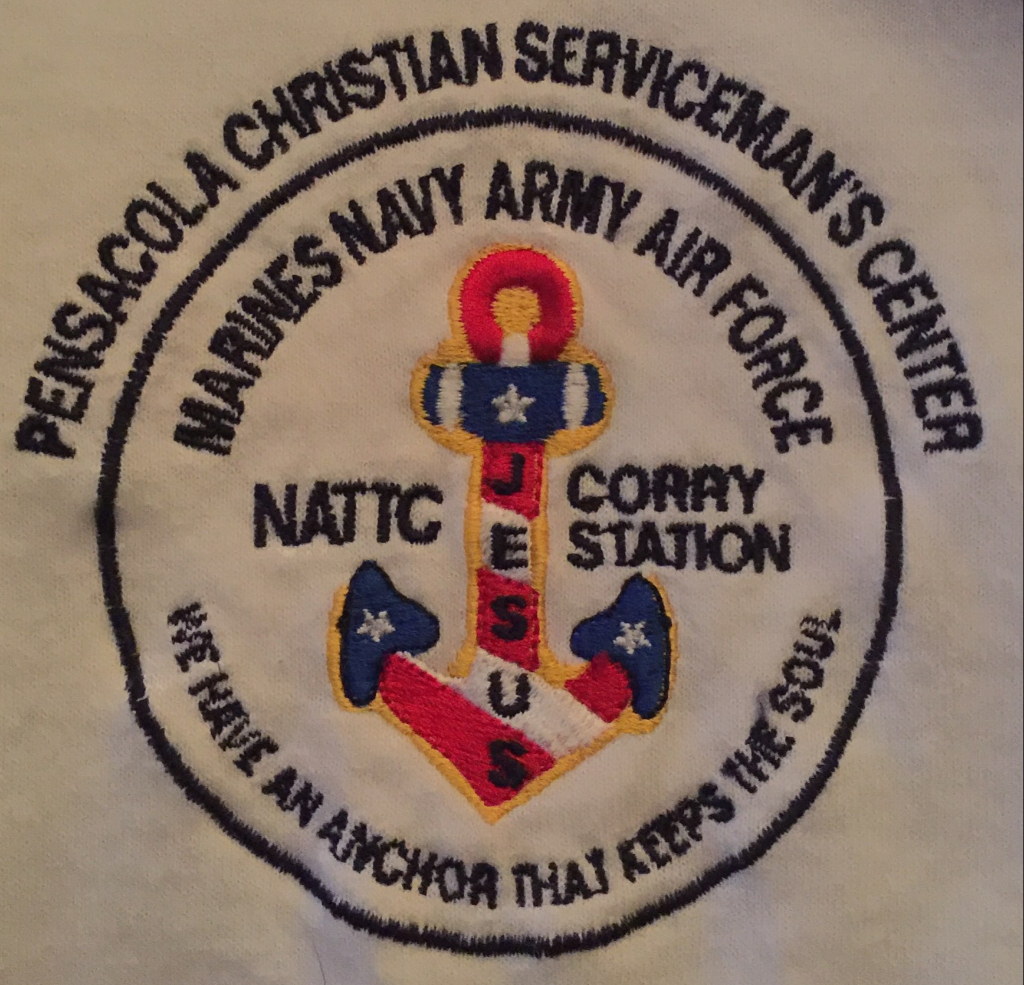 PENSACOLA CHRISTIAN SERVICEMAN'S CENTER
MARINES NAVY ARMY AIR FORCE
NATTC
CORRY
STATION
JESUS
WE HAVE AN ANCHOR THAT KEEPS THE SOUL